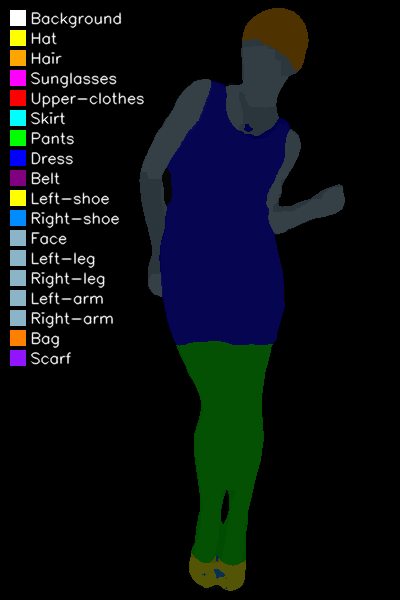 Background
Hat
Hair
Sunglasses
Upper-clothes
Skirt
Pants
Dress
Belt
Left-shoe
Right-shoe
Face
Left-leg
Right-leg
Left-arm
Right-arm
Bag
Scarf